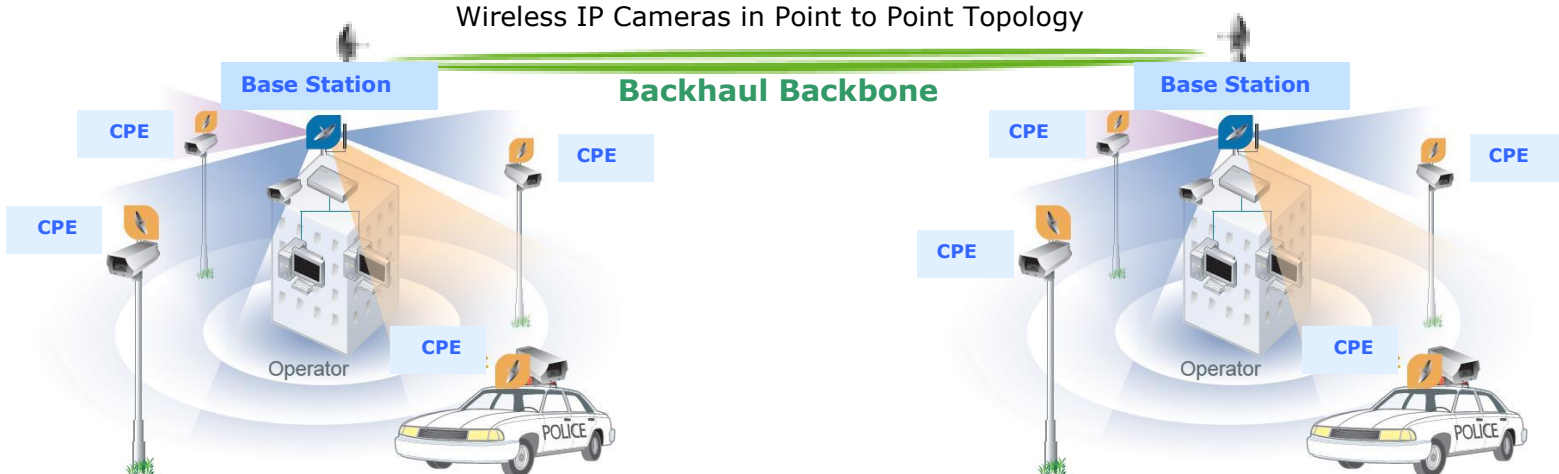 Wireless IP Cameras in Point to Point Topology
Base Station
Backhaul Backbone
Base Station
CPE
CPE
CPE
CPE
CPE
CPE
CPE
CPE
Operator
Operator
POLICE
POLICE